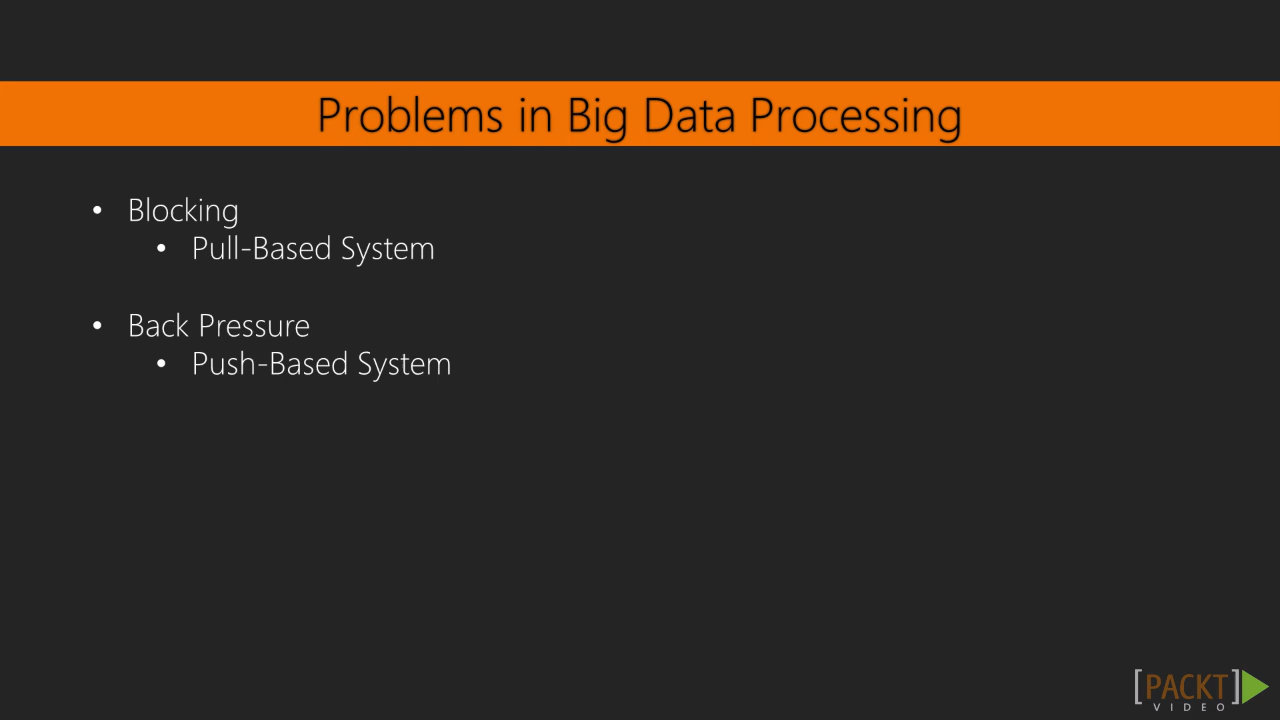 Problems in Big Data Processing
• Blocking
• Pull-Based System
• Back Pressure
• Push-Based System
[PACKT]
VIDEO